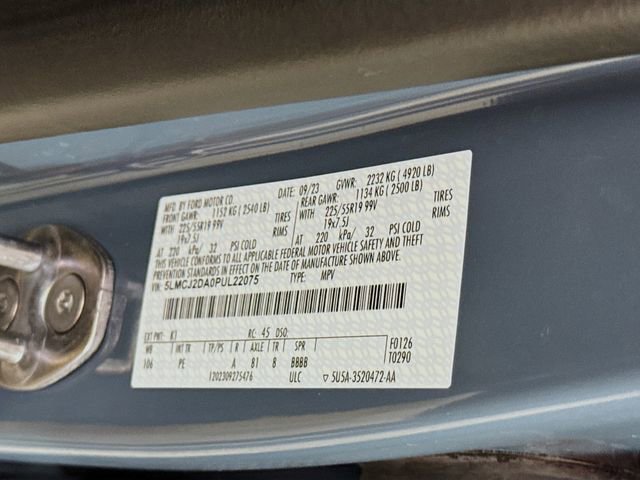 MFD. BY FORD MOTOR CO.
DATE: 09/23 GVWR: 2232 KG ( 4920 LB)
FRONT GAWR: 1152 KG ( 2540 LB) REAR GAWR: 1134 KG ( 2500 LB)
WITH 225/55R19 99V TIRES WITH 225/55R19 99V TIRES
19x7.5J RIMS 19x7.5J RIMS
AT 220 kPa/ 32 PSI COLD AT 220 kPa/ 32 PSI COLD
THIS VEHICLE CONFORMS TO ALL APPLICABLE FEDERAL MOTOR VEHICLE SAFETY AND THEFT
PREVENTION STANDARDS IN EFFECT ON THE DATE OF MANUFACTURE SHOWN ABOVE.
VIN: 5LMCJ2DA0PUL22075 TYPE: MPV
EXT PNT: K1 RC: 45 DSO:
WB INT TR TP/PS R AXLE TR SPR F0126
106 PE A 81 8 BBBB T0290
1202309275476 ULC ▽ 5U5A-3520472-AA